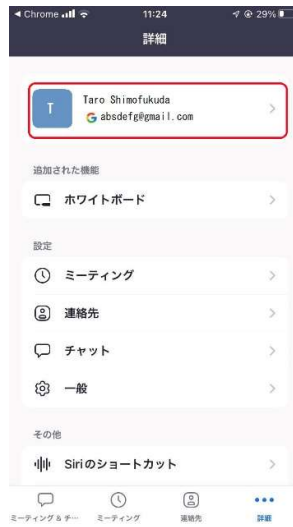 Chrome 11:24 29%
詳細
T
Taro Shimofukuda
G absdefg@gmail.com
追加された機能
ホワイトボード
設定
ミーティング
連絡先
チャット
一般
その他
Siriのショートカット
ミーティング & チ… ミーティング 連絡先 詳細